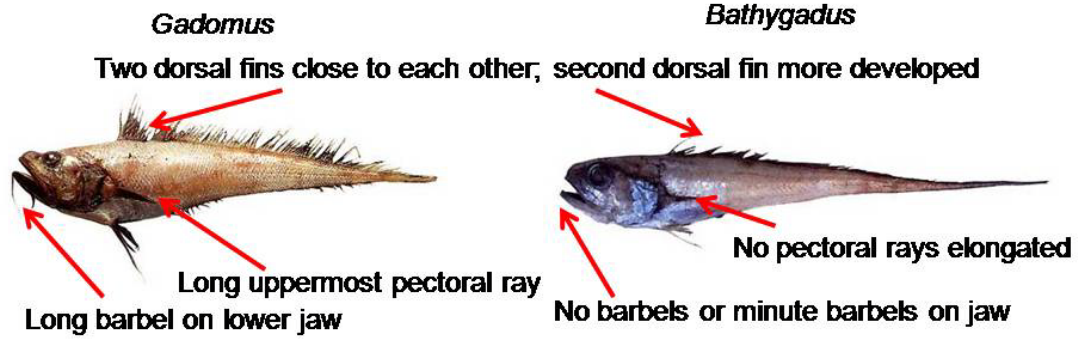 Gadomus
Bathygadus
Two dorsal fins close to each other; second dorsal fin more developed
No pectoral rays elongated
Long uppermost pectoral ray
No barbels or minute barbels on jaw
Long barbel on lower jaw